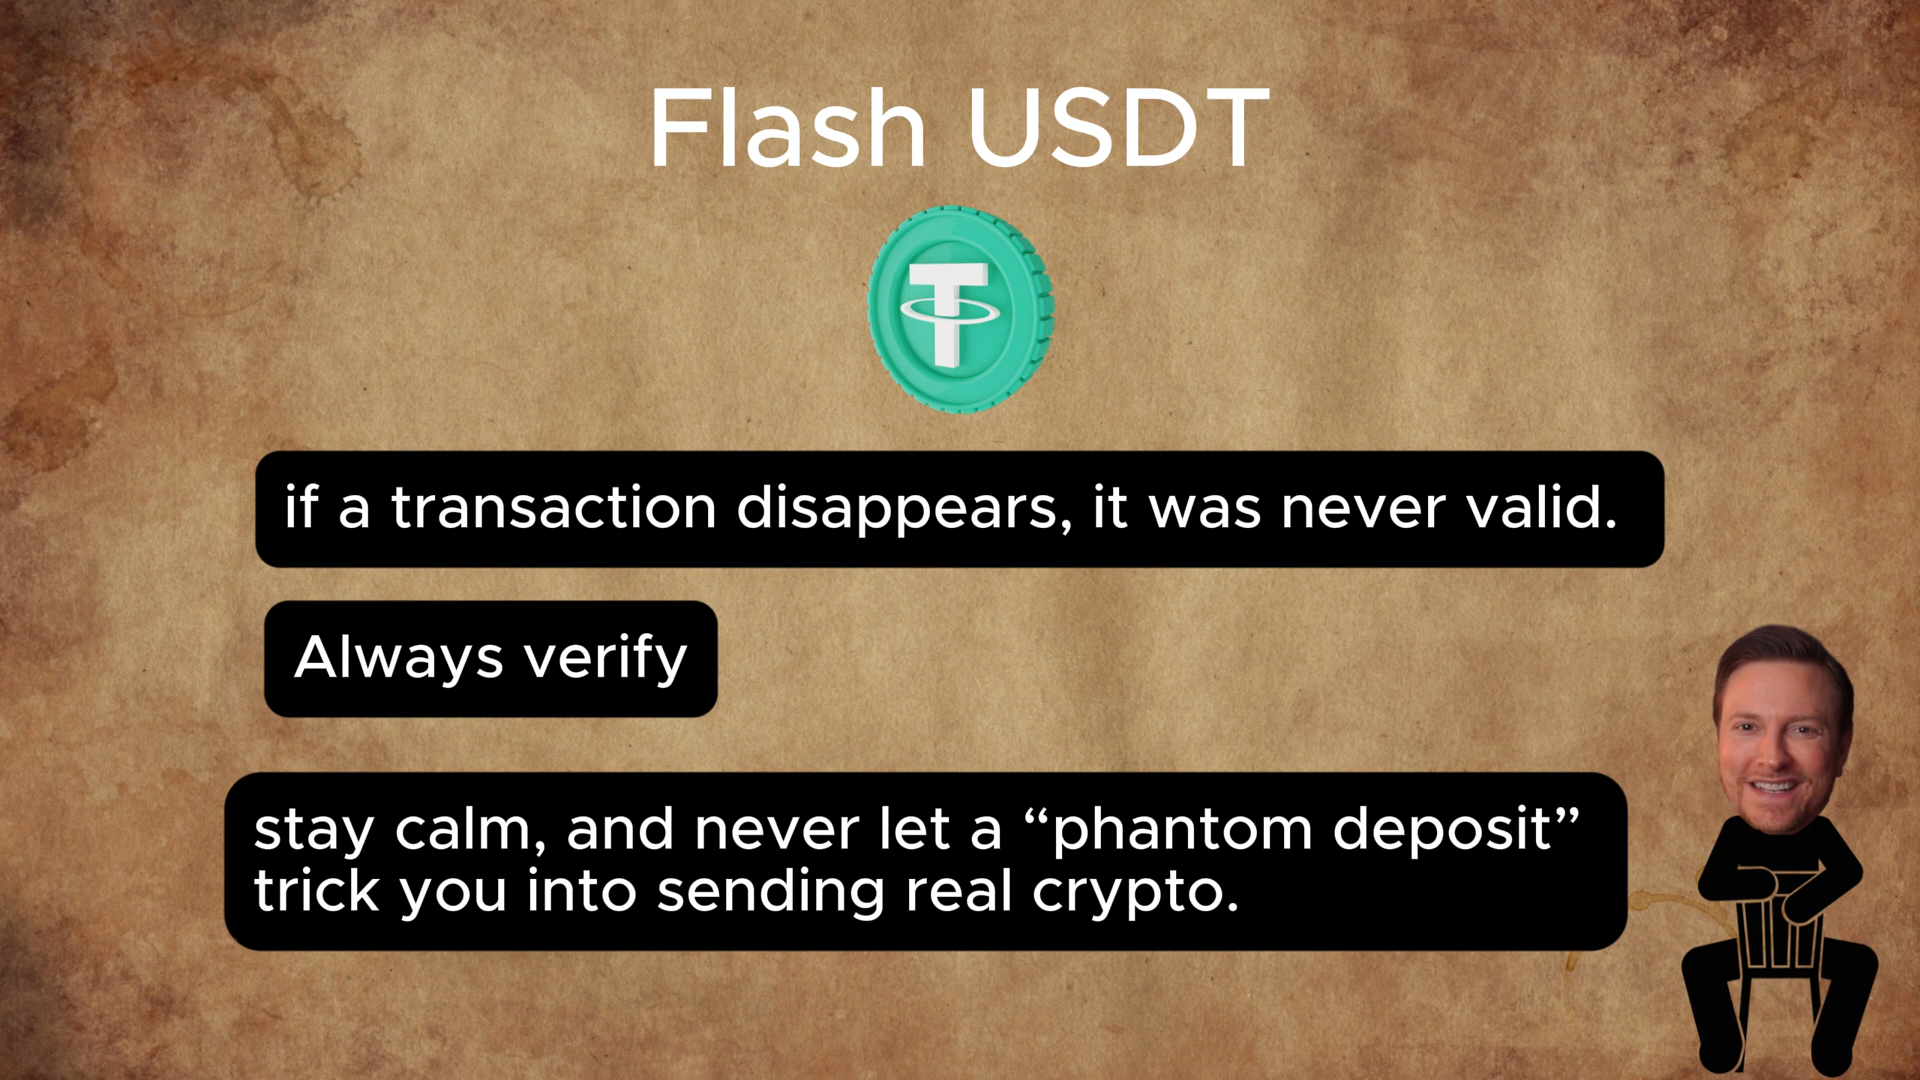 Flash USDT
if a transaction disappears, it was never valid.
Always verify
stay calm, and never let a “phantom deposit”
trick you into sending real crypto.